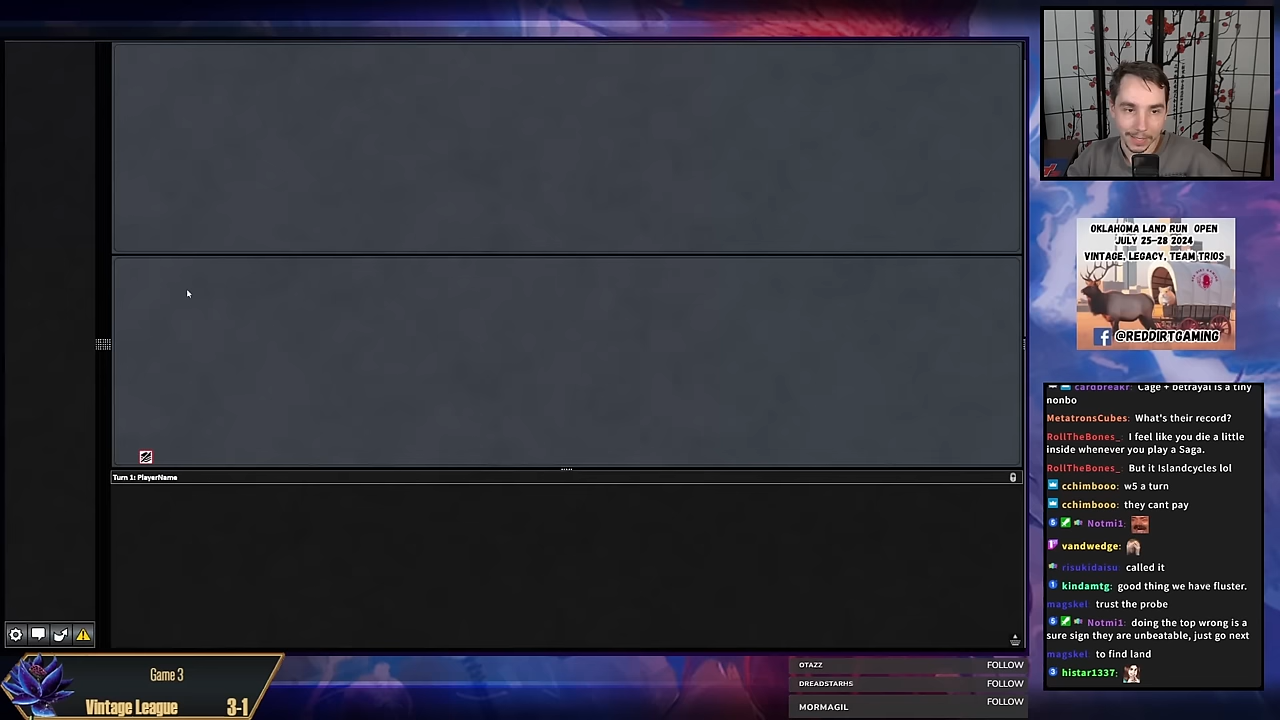 OKLAHOMA LAND RUN OPEN
JULY 25-28 2024
VINTAGE, LEGACY, TEAM TRIOS
@REDDIRTGAMING
cardbreakr: Cage + betrayal is a tiny
nonbo
MetatronsCubes: What's their record?
RollTheBones_: I feel like you die a little
inside whenever you play a Saga.
RollTheBones_: But it Islandcycles lol
cchimbooo: w5 a turn
cchimbooo: they cant pay
Notmi1:
vandwedge:
risukidaisu: called it
kindamtg: good thing we have fluster.
magskel: trust the probe
Notmi1: doing the top wrong is a
sure sign they are unbeatable, just go next
magskel: to find land
histar1337:
Turn 1: PlayerName
Game 3
Vintage League 3-1
OTAZZ FOLLOW
DREADSTARHS FOLLOW
MORMAGIL FOLLOW